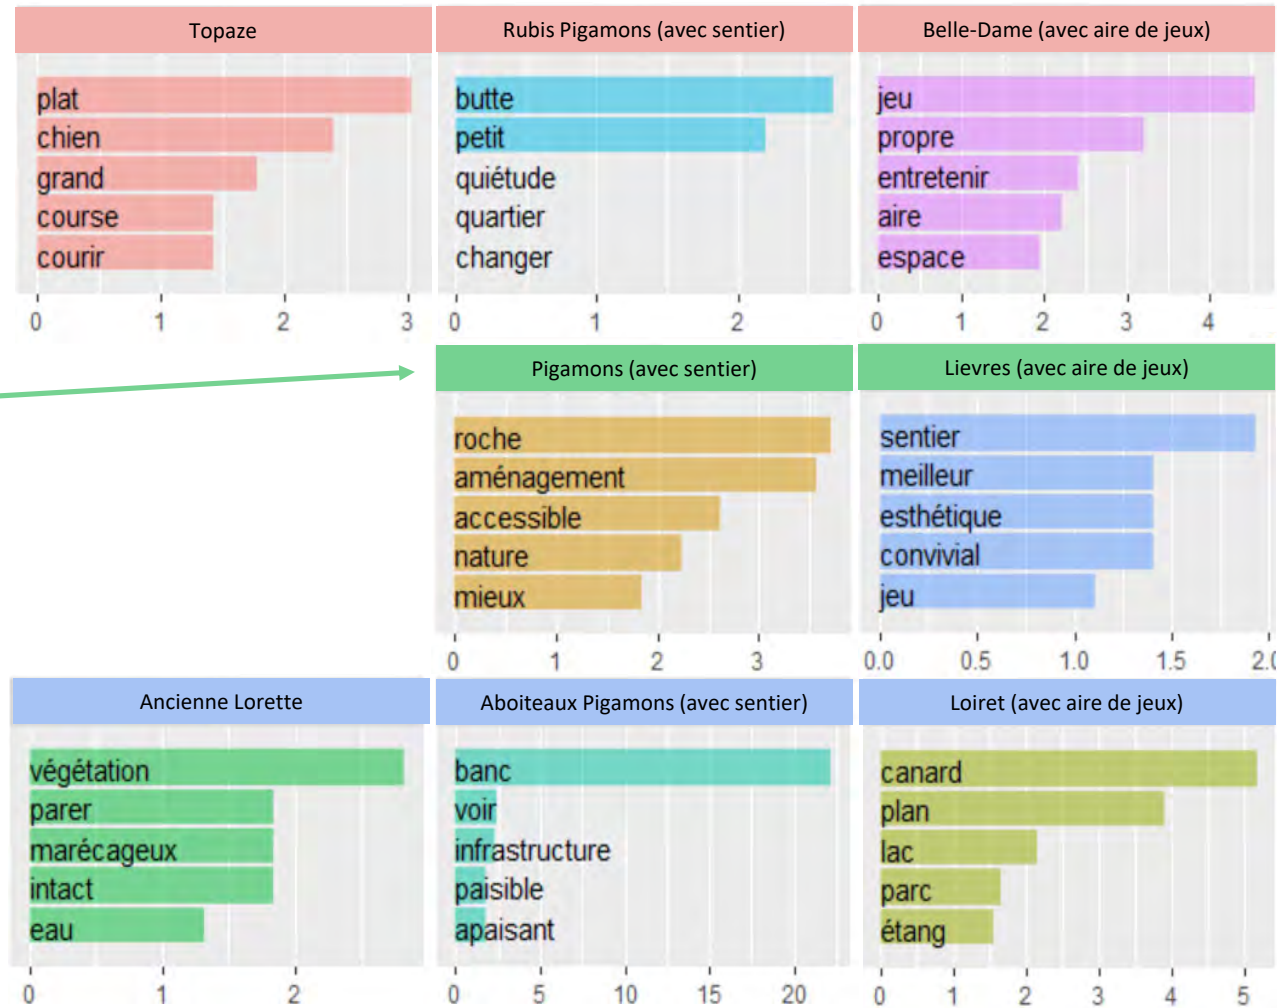 Topaze
plat
chien
grand
course
courir
0 1 2 3
Rubis Pigamons (avec sentier)
butte
petit
quiétude
quartier
changer
0 1 2
Belle-Dame (avec aire de jeux)
jeu
propre
entretenir
aire
espace
0 1 2 3 4
Pigamons (avec sentier)
roche
aménagement
accessible
nature
mieux
0 1 2 3
Lievres (avec aire de jeux)
sentier
meilleur
esthétique
convivial
jeu
0.0 0.5 1.0 1.5 2.0
Ancienne Lorette
végétation
parer
marécageux
intact
eau
0 1 2
Aboiteaux Pigamons (avec sentier)
banc
voir
infrastructure
paisible
apaisant
0 5 10 15 20
Loiret (avec aire de jeux)
canard
plan
lac
parc
étang
0 1 2 3 4 5